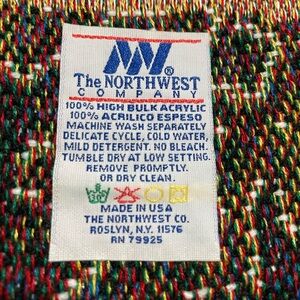 The NORTHWEST
COMPANY
100% HIGH BULK ACRYLIC
100% ACRILICO ESPESO
MACHINE WASH SEPARATELY
DELICATE CYCLE, COLD WATER,
MILD DETERGENT. NO BLEACH.
TUMBLE DRY AT LOW SETTING.
REMOVE PROMPTLY.
OR DRY CLEAN.
MADE IN USA
THE NORTHWEST CO.
ROSLYN, N.Y. 11576
RN 79925